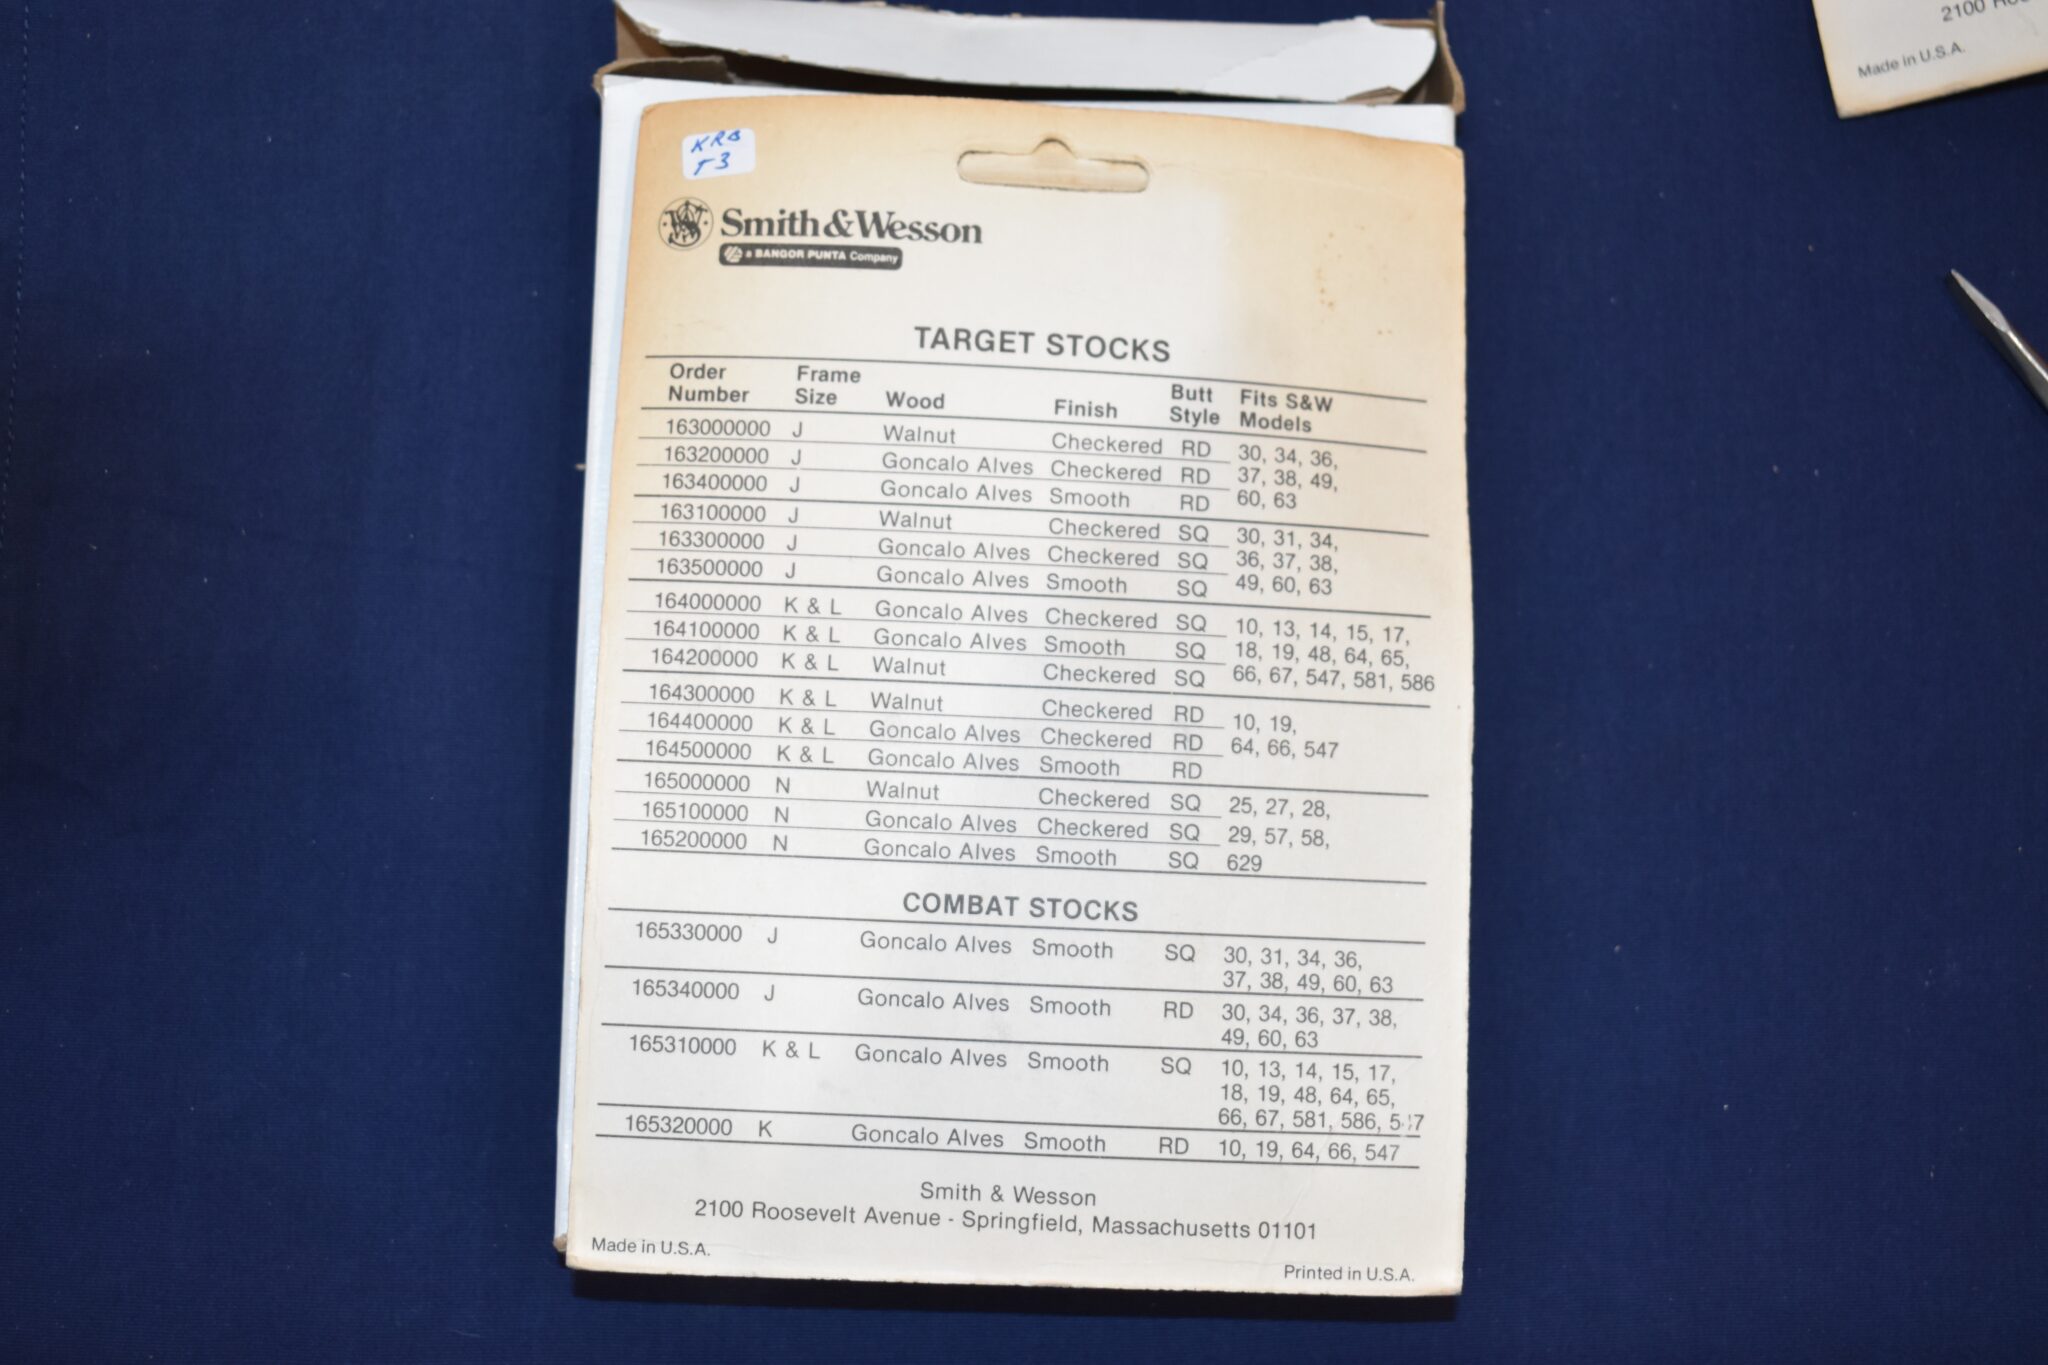 KRB
T3
Smith & Wesson
a BANGOR PUNTA Company
TARGET STOCKS
Order Number Frame Size Wood Finish Butt Style Fits S&W Models
163000000 J Walnut Checkered RD 30, 34, 36,
163200000 J Goncalo Alves Checkered RD 37, 38, 49,
163400000 J Goncalo Alves Smooth RD 60, 63
163100000 J Walnut Checkered SQ 30, 31, 34,
163300000 J Goncalo Alves Checkered SQ 36, 37, 38,
163500000 J Goncalo Alves Smooth SQ 49, 60, 63
164000000 K & L Goncalo Alves Checkered SQ 10, 13, 14, 15, 17,
164100000 K & L Goncalo Alves Smooth SQ 18, 19, 48, 64, 65,
164200000 K & L Walnut Checkered SQ 66, 67, 547, 581, 586
164300000 K & L Walnut Checkered RD 10, 19,
164400000 K & L Goncalo Alves Checkered RD 64, 66, 547
164500000 K & L Goncalo Alves Smooth RD
165000000 N Walnut Checkered SQ 25, 27, 28,
165100000 N Goncalo Alves Checkered SQ 29, 57, 58,
165200000 N Goncalo Alves Smooth SQ 629
COMBAT STOCKS
165330000 J Goncalo Alves Smooth SQ 30, 31, 34, 36,
37, 38, 49, 60, 63
165340000 J Goncalo Alves Smooth RD 30, 34, 36, 37, 38,
49, 60, 63
165310000 K & L Goncalo Alves Smooth SQ 10, 13, 14, 15, 17,
18, 19, 48, 64, 65,
66, 67, 581, 586, 547
165320000 K Goncalo Alves Smooth RD 10, 19, 64, 66, 547
Smith & Wesson
2100 Roosevelt Avenue - Springfield, Massachusetts 01101
Made in U.S.A.
Printed in U.S.A.
2100
Made in U.S.A.